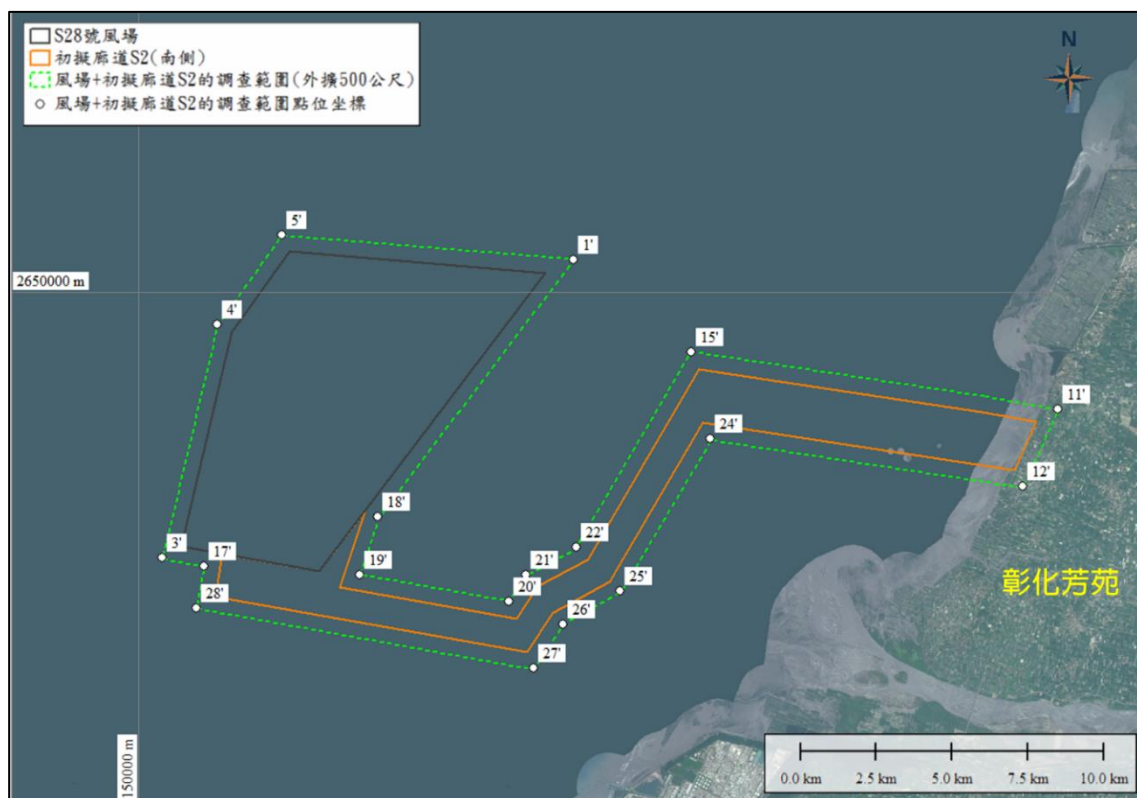 S28號風場
初擬廊道S2(南側)
風場+初擬廊道S2的調查範圍(外擴500公尺)
風場+初擬廊道S2的調查範圍點位坐標
N
5'
1'
2650000 m
4'
15'
11'
24'
12'
18'
22'
3'
17'
19'
21'
20'
25'
28'
26'
彰化芳苑
27'
150000 m
0.0 km
2.5 km
5.0 km
7.5 km
10.0 km